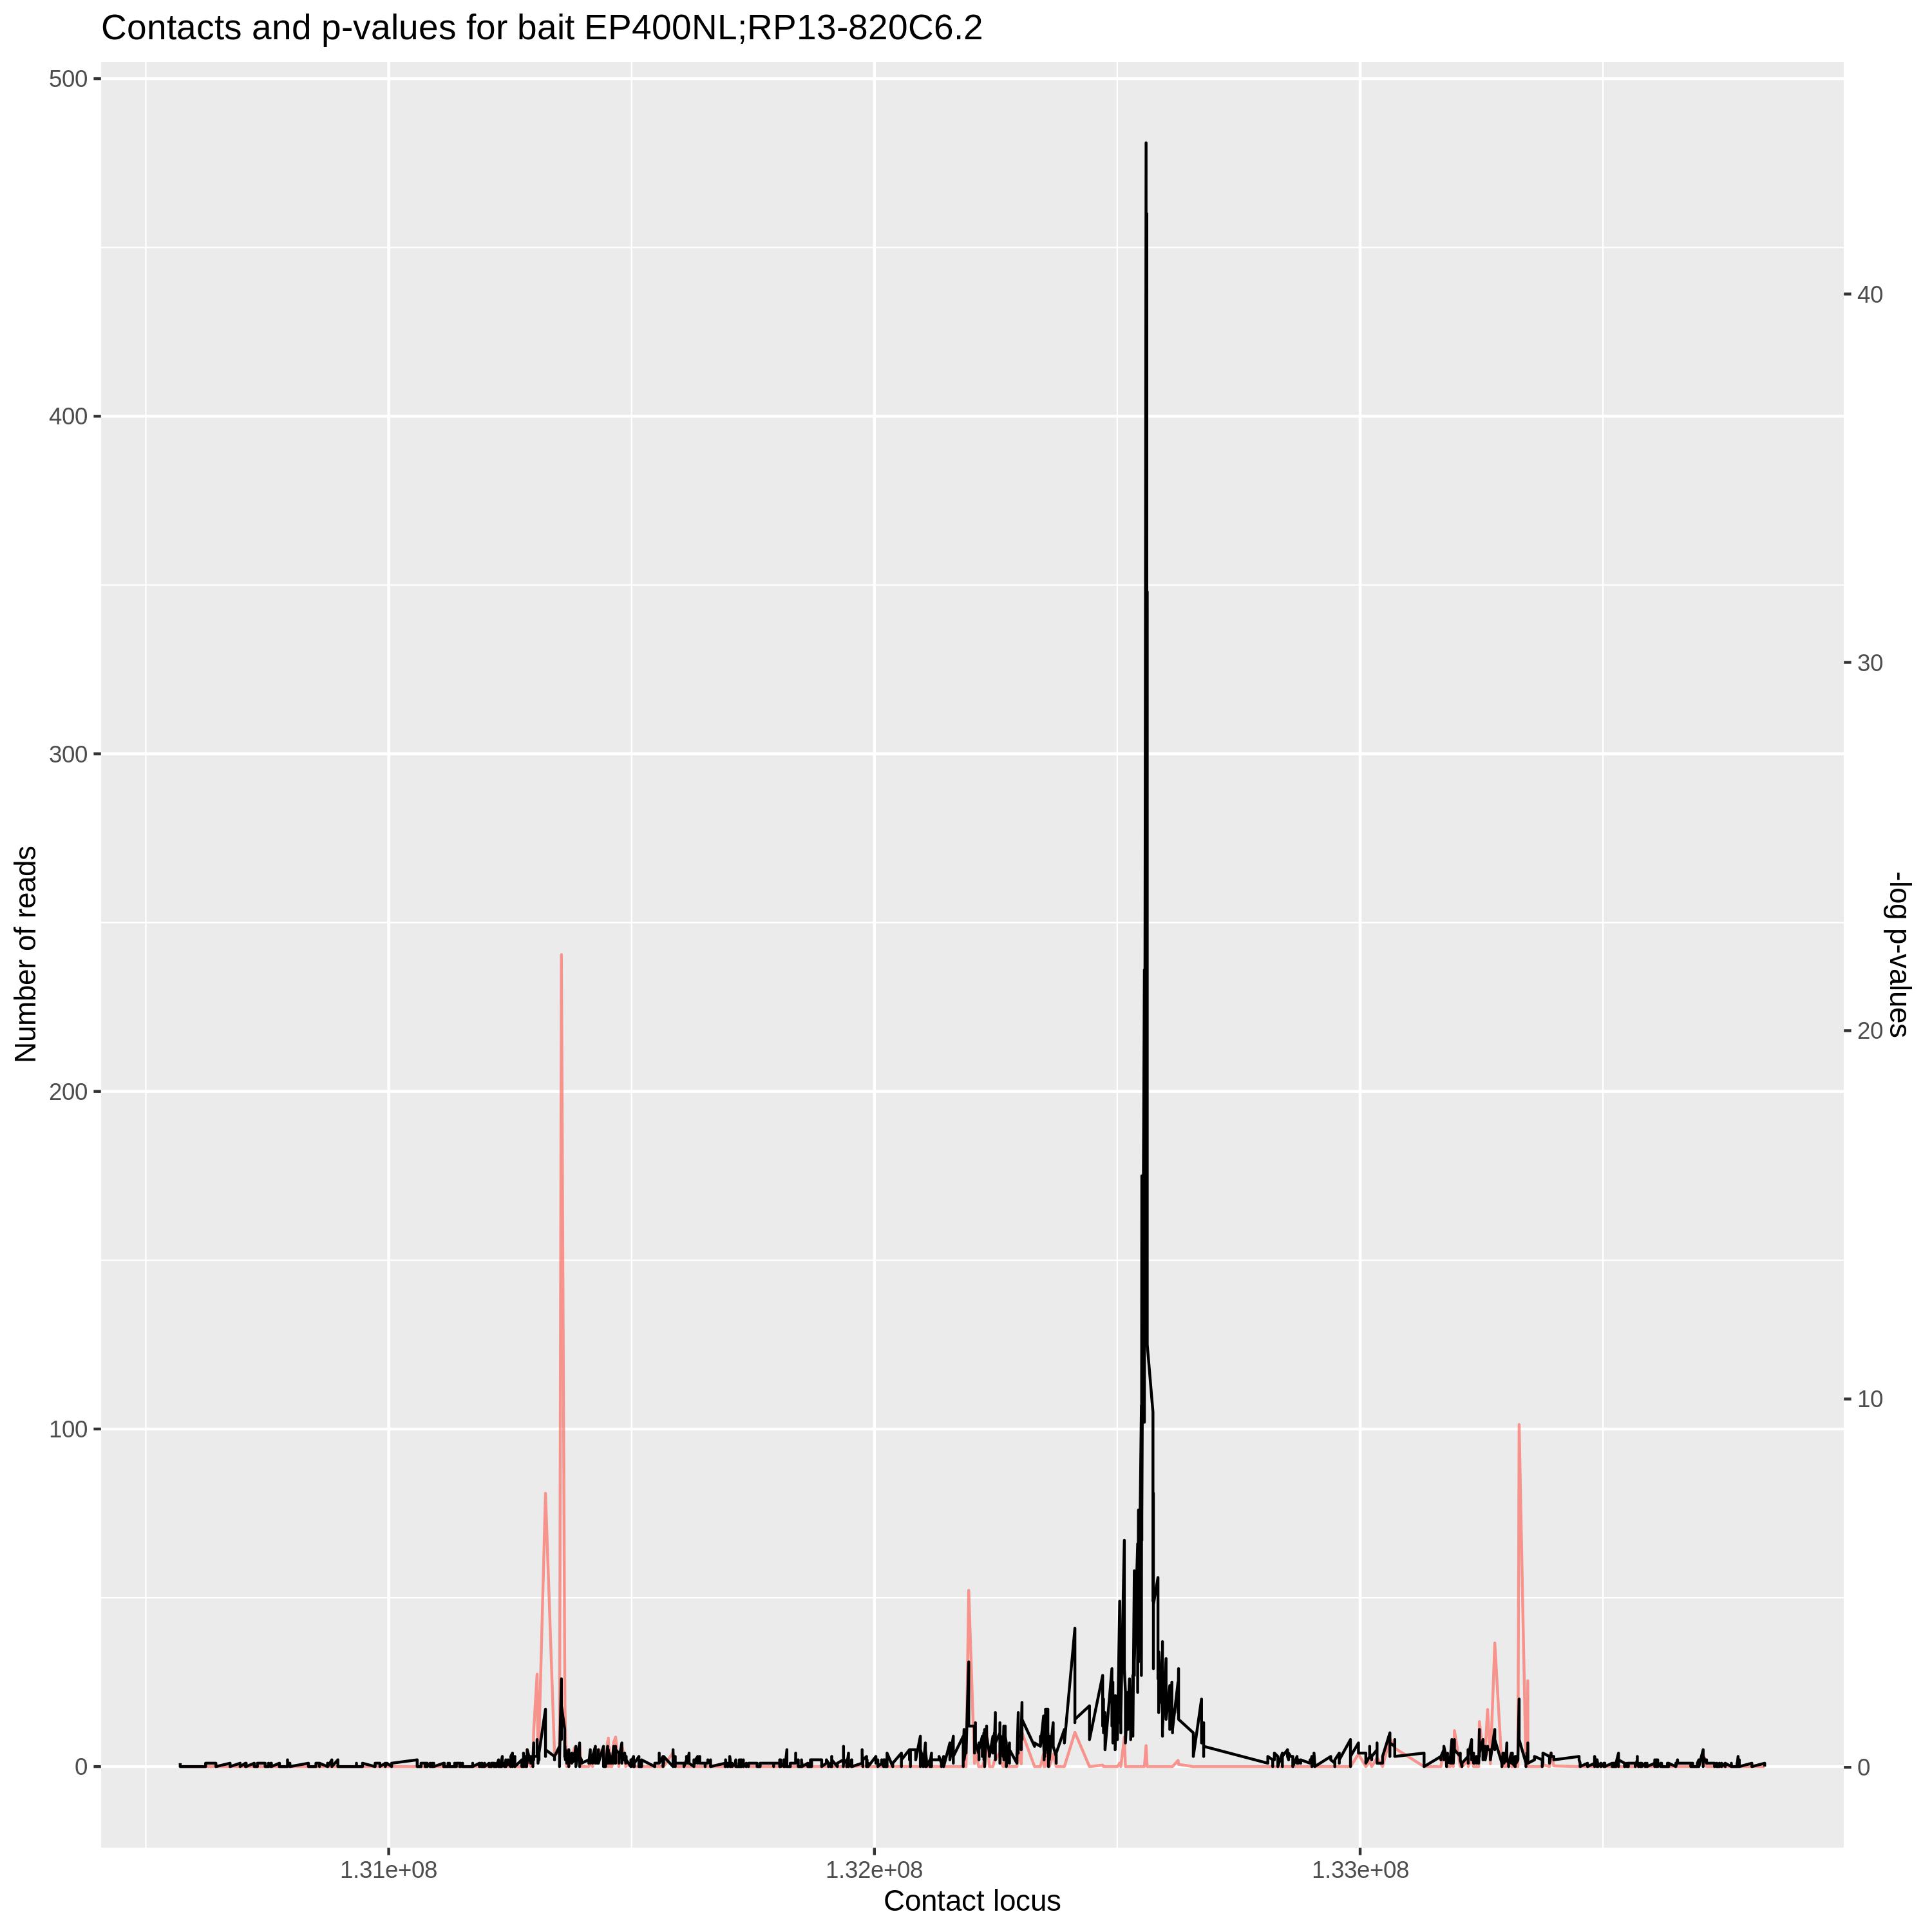 Contacts and p-values for bait EP400NL;RP13-820C6.2
500
400
300
200
100
0
Number of reads
40
30
20
10
0
-log p-values
1.31e+08
1.32e+08
1.33e+08
Contact locus